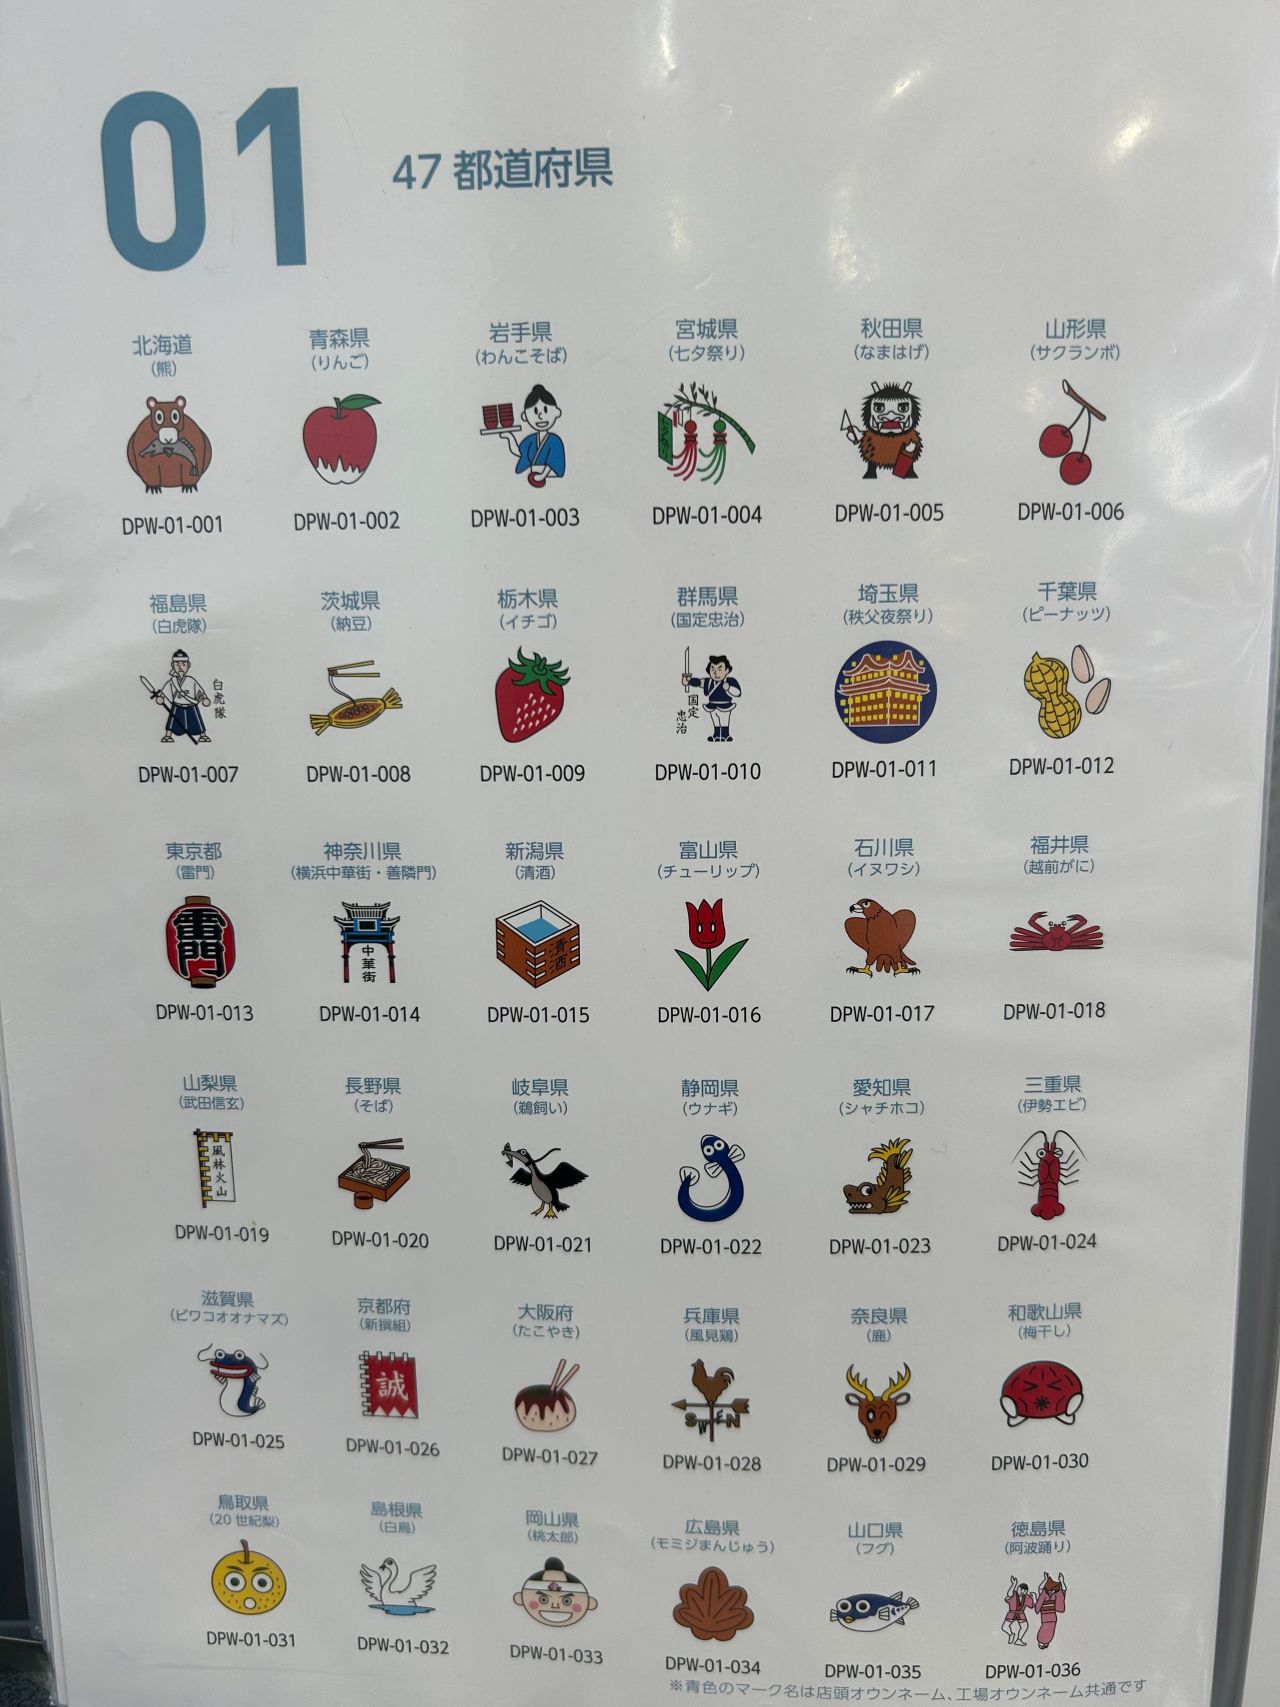 01
47 都道府県
北海道 青森県 岩手県 宮城県 秋田県 山形県
(熊) (りんご) (わんこそば) (七夕祭り) (なまはげ) (サクランボ)
七夕祭り
DPW-01-001 DPW-01-002 DPW-01-003 DPW-01-004 DPW-01-005 DPW-01-006
福島県 茨城県 栃木県 群馬県 埼玉県 千葉県
(白虎隊) (納豆) (イチゴ) (国定忠治) (秩父夜祭り) (ピーナッツ)
白虎隊 国定忠治
DPW-01-007 DPW-01-008 DPW-01-009 DPW-01-010 DPW-01-011 DPW-01-012
東京都 神奈川県 新潟県 富山県 石川県 福井県
(雷門) (横浜中華街・善隣門) (清酒) (チューリップ) (イヌワシ) (越前がに)
雷門 中華街 清酒
DPW-01-013 DPW-01-014 DPW-01-015 DPW-01-016 DPW-01-017 DPW-01-018
山梨県 長野県 岐阜県 静岡県 愛知県 三重県
(武田信玄) (そば) (鵜飼い) (ウナギ) (シャチホコ) (伊勢エビ)
風林火山
DPW-01-019 DPW-01-020 DPW-01-021 DPW-01-022 DPW-01-023 DPW-01-024
滋賀県 京都府 大阪府 兵庫県 奈良県 和歌山県
(ビワコオオナマズ) (新撰組) (たこやき) (風見鶏) (鹿) (梅干し)
誠 S W E N
DPW-01-025 DPW-01-026 DPW-01-027 DPW-01-028 DPW-01-029 DPW-01-030
鳥取県 島根県 岡山県 広島県 山口県 徳島県
(20世紀梨) (白鳥) (桃太郎) (モミジまんじゅう) (フグ) (阿波踊り)
DPW-01-031 DPW-01-032 DPW-01-033 DPW-01-034 DPW-01-035 DPW-01-036
※青色のマーク名は店頭オウンネーム、工場オウンネーム共通です